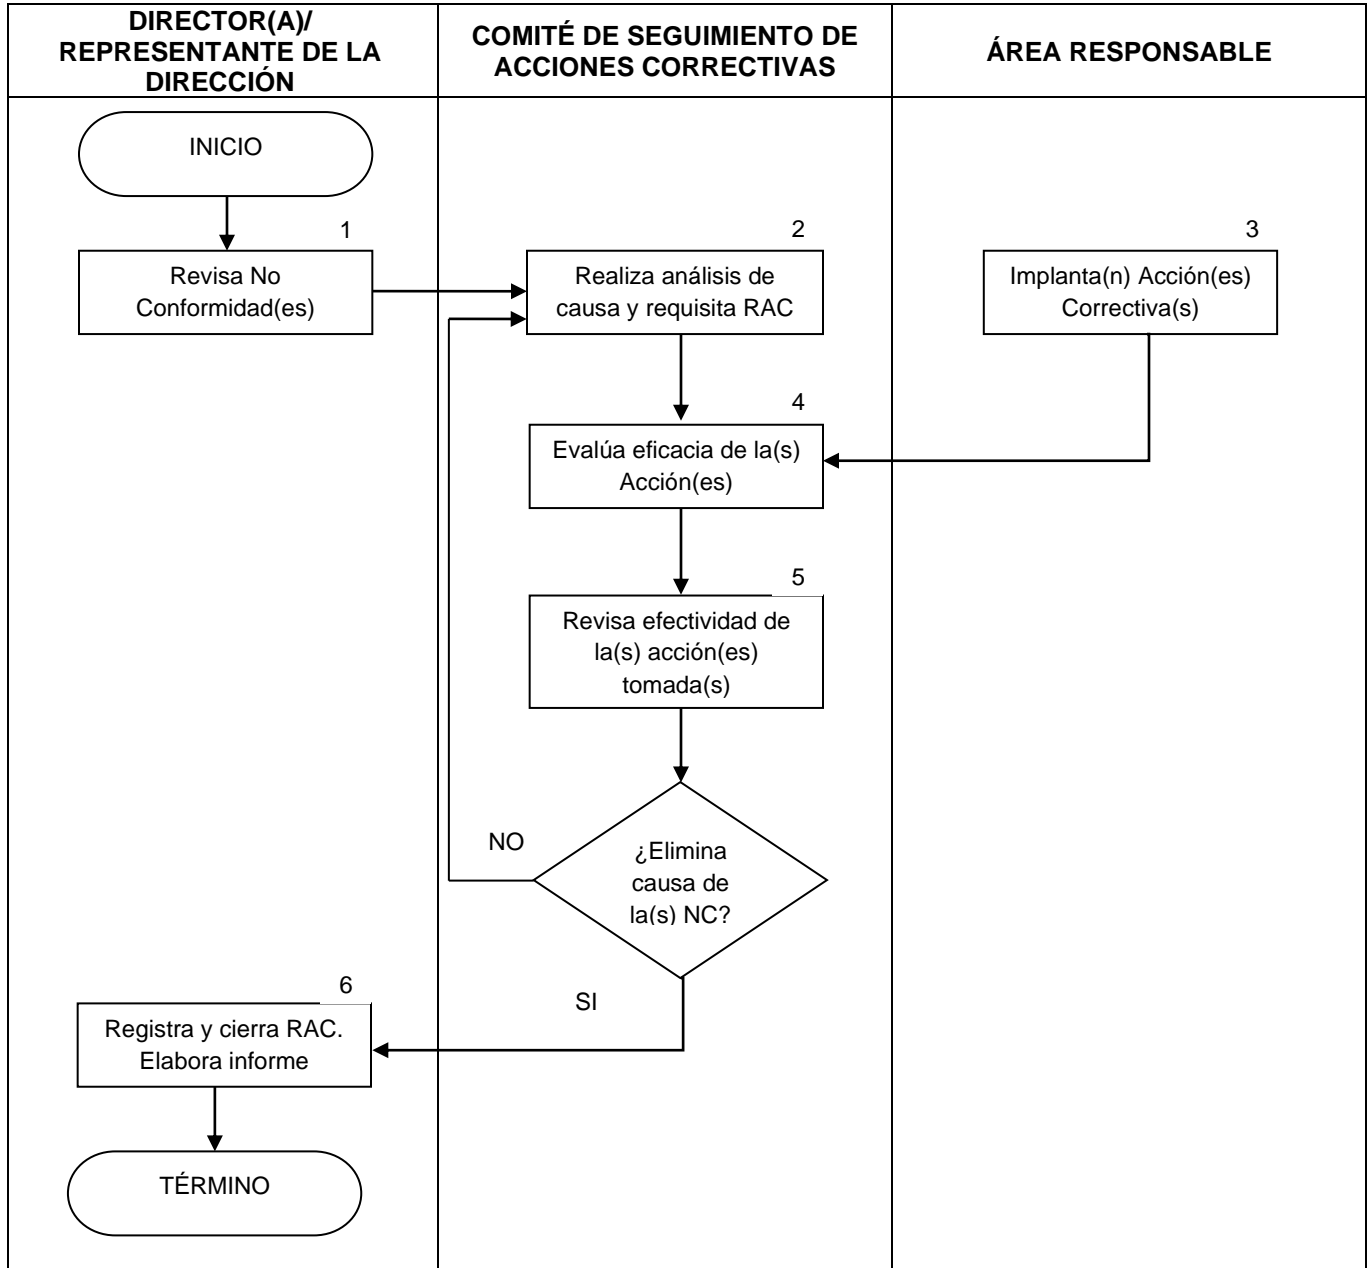 DIRECTOR(A)/
REPRESENTANTE DE LA
DIRECCIÓN
COMITÉ DE SEGUIMIENTO DE
ACCIONES CORRECTIVAS
ÁREA RESPONSABLE
INICIO
1
Revisa No
Conformidad(es)
2
Realiza análisis de
causa y requisita RAC
3
Implanta(n) Acción(es)
Correctiva(s)
4
Evalúa eficacia de la(s)
Acción(es)
5
Revisa efectividad de
la(s) acción(es)
tomada(s)
NO
¿Elimina
causa de
la(s) NC?
SI
6
Registra y cierra RAC.
Elabora informe
TÉRMINO